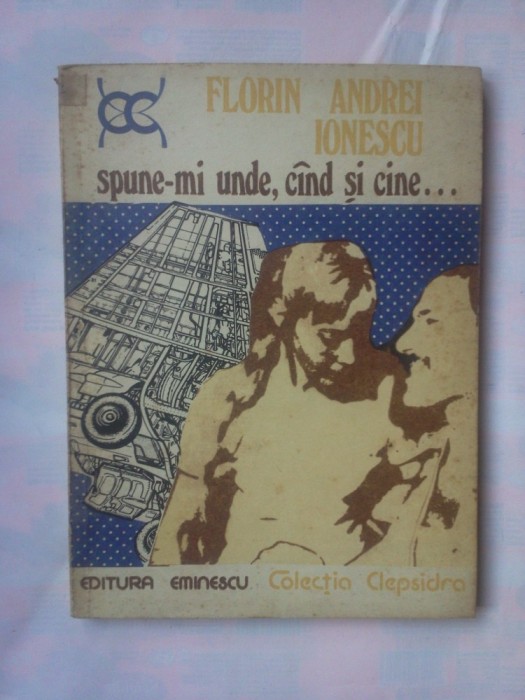 FLORIN ANDREI
IONESCU
spune-mi unde, cînd și cine...
EDITURA EMINESCU Colecția Clepsidra